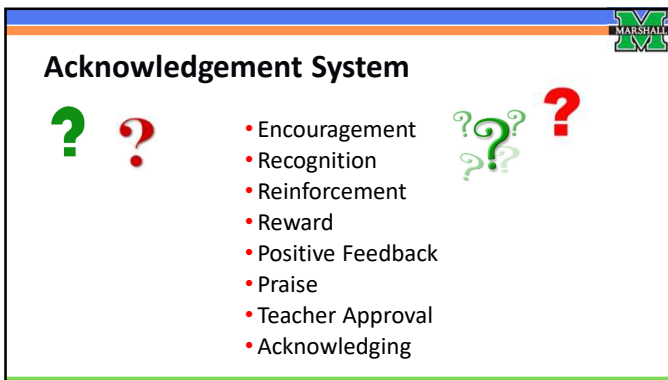 MARSHALL
Acknowledgement System
? ? ? ? ? ? ? ?
• Encouragement
• Recognition
• Reinforcement
• Reward
• Positive Feedback
• Praise
• Teacher Approval
• Acknowledging